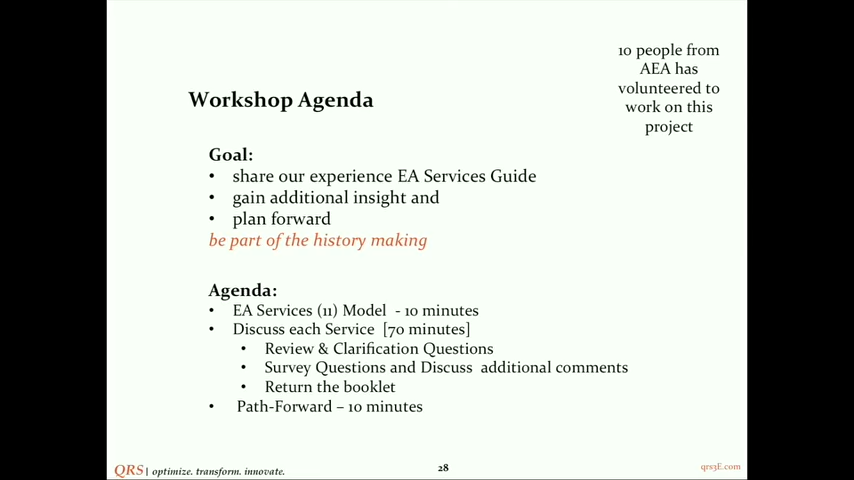 10 people from
AEA has
volunteered to
work on this
project
Workshop Agenda
Goal:
• share our experience EA Services Guide
• gain additional insight and
• plan forward
be part of the history making
Agenda:
• EA Services (11) Model - 10 minutes
• Discuss each Service [70 minutes]
• Review & Clarification Questions
• Survey Questions and Discuss additional comments
• Return the booklet
• Path-Forward – 10 minutes
QRS | optimize. transform. innovate.
28
qrs3E.com